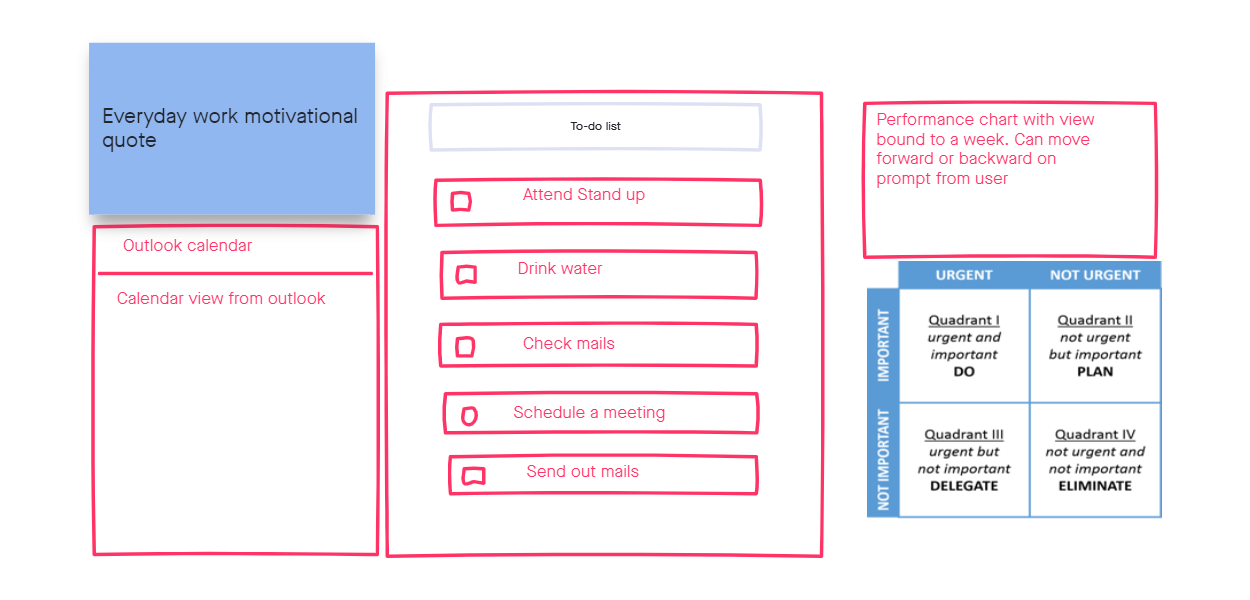 Everyday work motivational
quote
Outlook calendar
Calendar view from outlook
To-do list
Attend Stand up
Drink water
Check mails
Schedule a meeting
Send out mails
Performance chart with view
bound to a week. Can move
forward or backward on
prompt from user
URGENT
NOT URGENT
IMPORTANT
Quadrant I
urgent and
important
DO
Quadrant II
not urgent
but important
PLAN
NOT IMPORTANT
Quadrant III
urgent but
not important
DELEGATE
Quadrant IV
not urgent and
not important
ELIMINATE